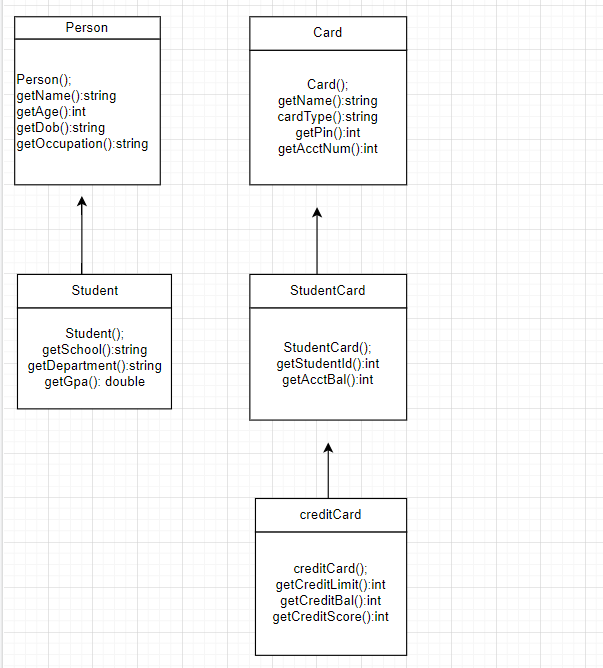 Person
Person();
getName():string
getAge():int
getDob():string
getOccupation():string
Card
Card();
getName():string
cardType():string
getPin():int
getAcctNum():int
Student
Student();
getSchool():string
getDepartment():string
getGpa(): double
StudentCard
StudentCard();
getStudentId():int
getAcctBal():int
creditCard
creditCard();
getCreditLimit():int
getCreditBal():int
getCreditScore():int